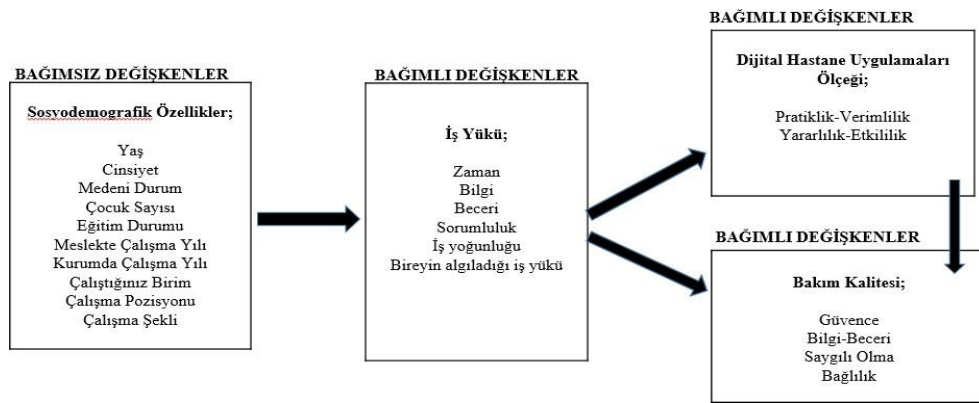 BAĞIMSIZ DEĞİŞKENLER
Sosyodemografik Özellikler;
Yaş
Cinsiyet
Medeni Durum
Çocuk Sayısı
Eğitim Durumu
Meslekte Çalışma Yılı
Kurumda Çalışma Yılı
Çalıştığınız Birim
Çalışma Pozisyonu
Çalışma Şekli
BAĞIMLI DEĞİŞKENLER
İş Yükü;
Zaman
Bilgi
Beceri
Sorumluluk
İş yoğunluğu
Bireyin algıladığı iş yükü
BAĞIMLI DEĞİŞKENLER
Dijital Hastane Uygulamaları
Ölçeği;
Pratiklik-Verimlilik
Yararlılık-Etkililik
BAĞIMLI DEĞİŞKENLER
Bakım Kalitesi;
Güvence
Bilgi-Beceri
Saygılı Olma
Bağlılık